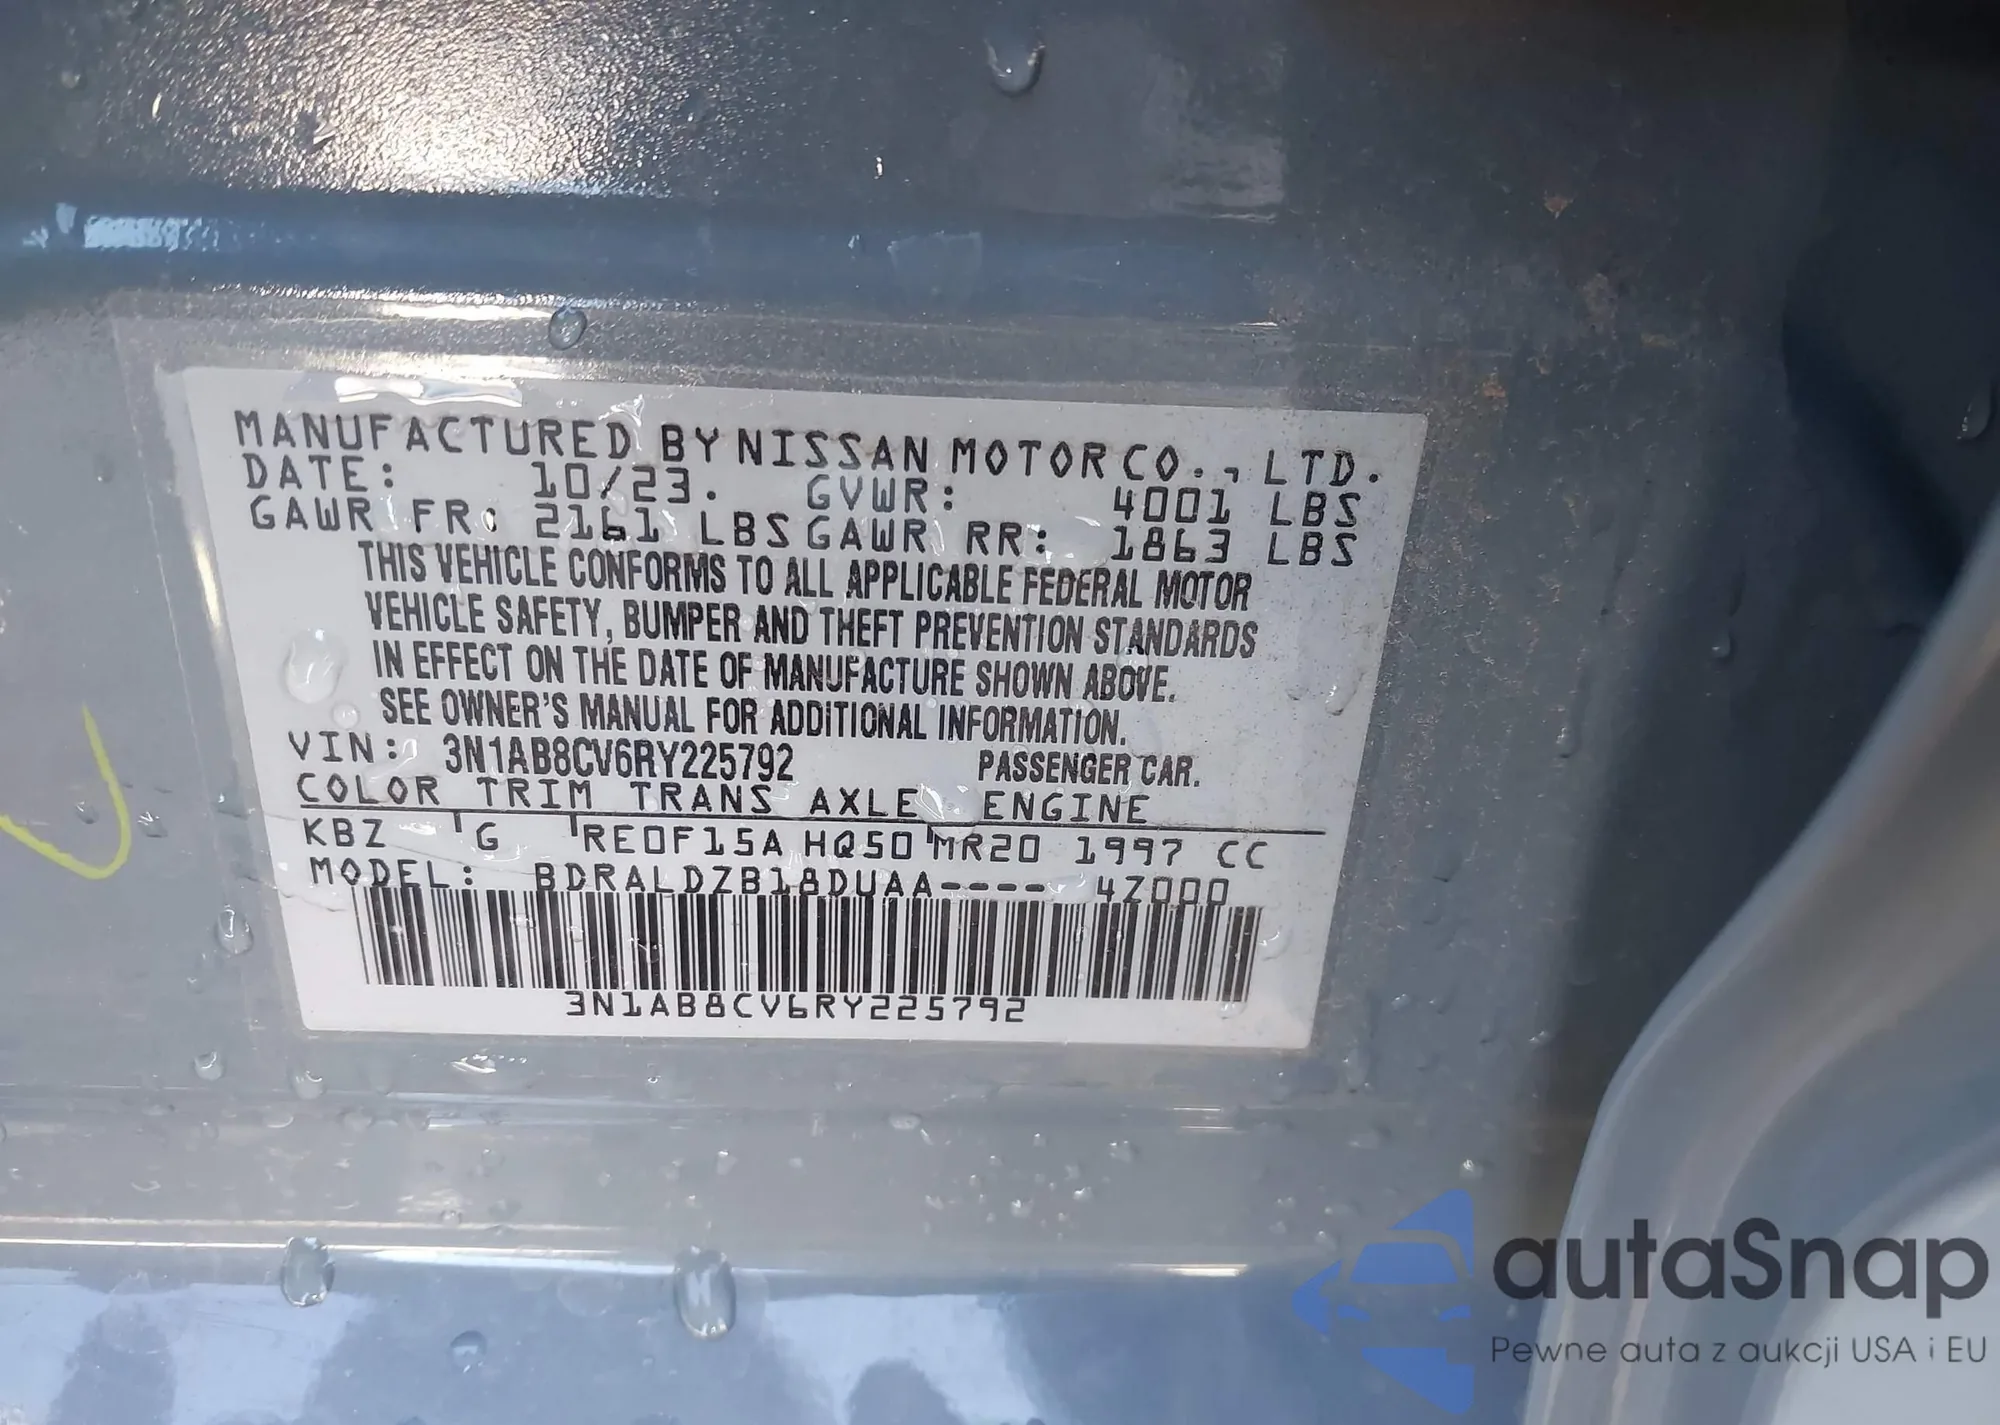 MANUFACTURED BY NISSAN MOTOR CO., LTD.
DATE: 10/23. GVWR: 4001 LBS
GAWR FR: 2161 LBS GAWR RR: 1863 LBS
THIS VEHICLE CONFORMS TO ALL APPLICABLE FEDERAL MOTOR
VEHICLE SAFETY, BUMPER AND THEFT PREVENTION STANDARDS
IN EFFECT ON THE DATE OF MANUFACTURE SHOWN ABOVE.
SEE OWNER'S MANUAL FOR ADDITIONAL INFORMATION.
VIN: 3N1AB8CV6RY225792 PASSENGER CAR.
COLOR TRIM TRANS AXLE ENGINE
KBZ G RE0F15A HQ50 MR20 1997 CC
MODEL: BDRALDZB18DUAA---- 4Z000
3N1AB8CV6RY225792
autaSnap
Pewne auta z aukcji USA i EU